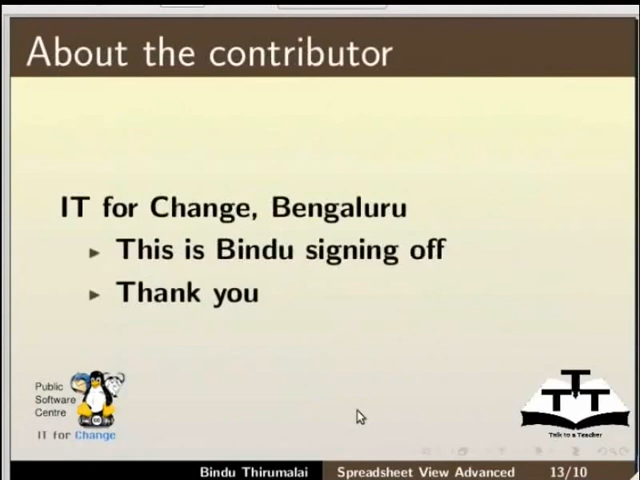 About the contributor
IT for Change, Bengaluru
This is Bindu signing off
Thank you
Public
Software
Centre
IT for Change
TTT
Talk to a Teacher
Bindu Thirumalai
Spreadsheet View Advanced
13/10